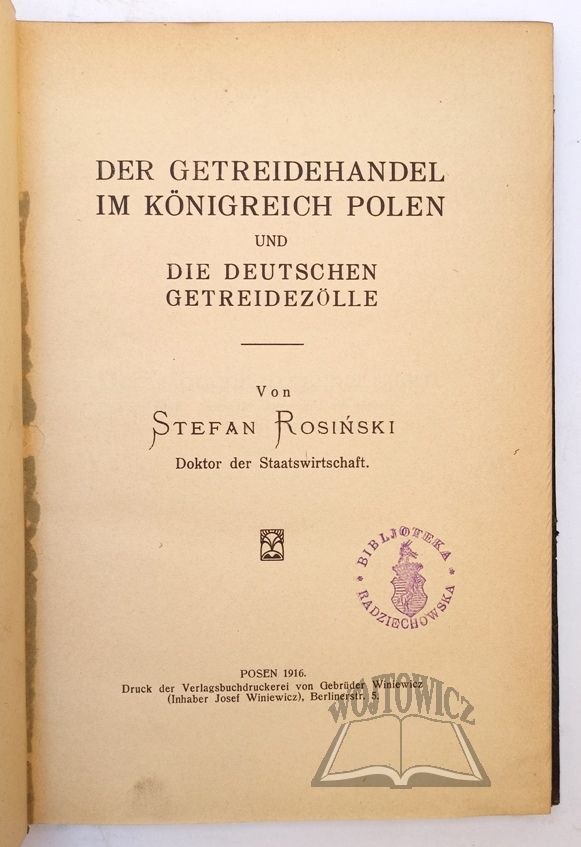 DER GETREIDEHANDEL
IM KÖNIGREICH POLEN
UND
DIE DEUTSCHEN
GETREIDEZÖLLE
Von
STEFAN ROSIŃSKI
Doktor der Staatswirtschaft.
* BIBLJOTEKA *
RADZIECHOWSKA
POSEN 1916.
Druck der Verlagsbuchdruckerei von Gebrüder Winiewicz
(Inhaber Josef Winiewicz), Berlinerstr. 5.
WÓJTOWICZ